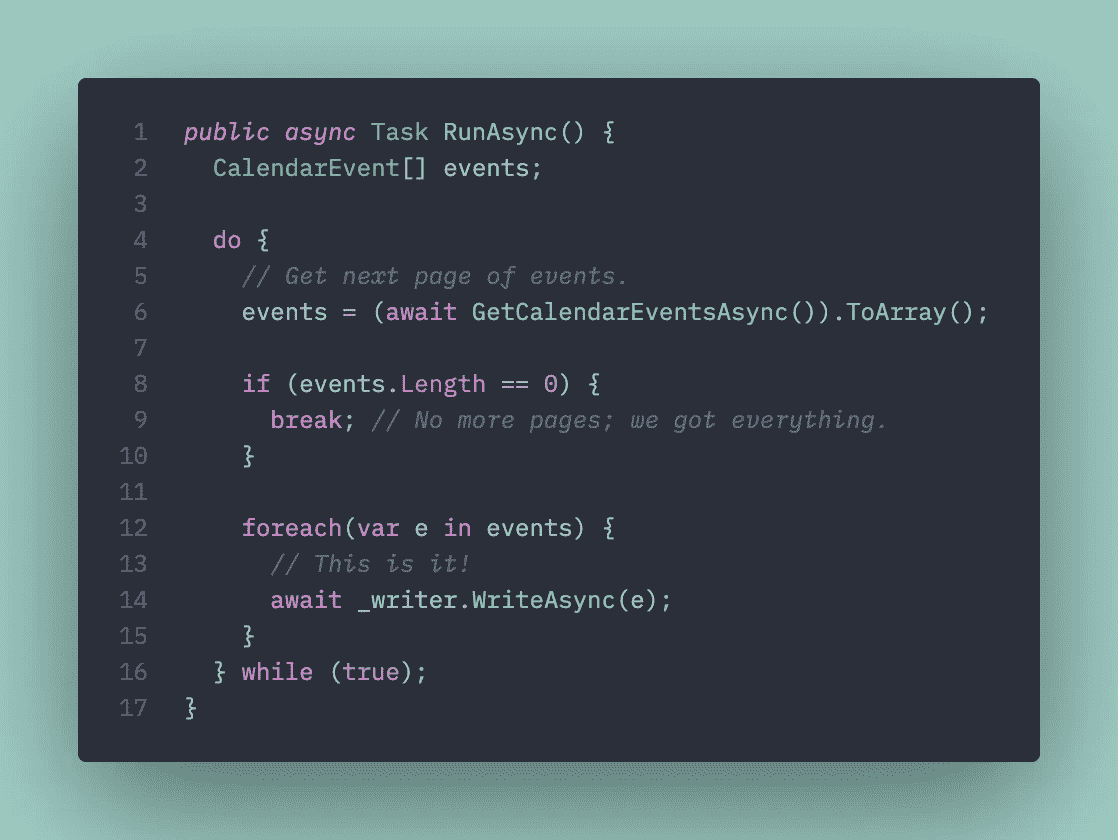 1 public async Task RunAsync() {
2 CalendarEvent[] events;
3
4 do {
5 // Get next page of events.
6 events = (await GetCalendarEventsAsync()).ToArray();
7
8 if (events.Length == 0) {
9 break; // No more pages; we got everything.
10 }
11
12 foreach(var e in events) {
13 // This is it!
14 await _writer.WriteAsync(e);
15 }
16 } while (true);
17 }